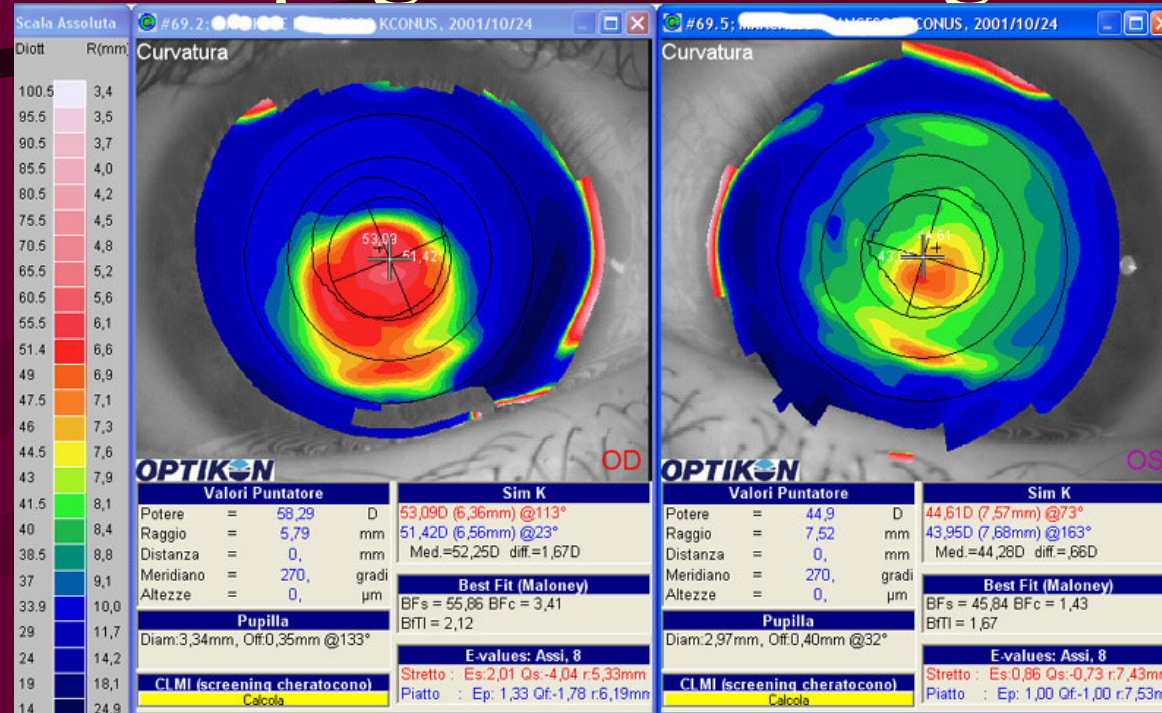 Scala Assoluta
Diott R(mm)
100.5 3,4
95.5 3,5
90.5 3,7
85.5 4,0
80.5 4,2
75.5 4,5
70.5 4,8
65.5 5,2
60.5 5,6
55.5 6,1
51.4 6,6
49 6,9
47.5 7,1
46 7,3
44.5 7,6
43 7,9
41.5 8,1
40 8,4
38.5 8,8
37 9,1
33.9 10,0
29 11,7
24 14,2
19 18,1
14 24,9
#69.2; KCONUS, 2001/10/24
Curvatura
53,09
51,42
OPTIKON
OD
Valori Puntatore
Potere = 58,29 D
Raggio = 5,79 mm
Distanza = 0, mm
Meridiano = 270, gradi
Altezze = 0, µm
Pupilla
Diam:3,34mm, Off:0,35mm @133°
CLMI (screening cheratocono)
Calcola
Sim K
53,09D (6,36mm) @113°
51,42D (6,56mm) @23°
Med.=52,25D diff.=1,67D
Best Fit (Maloney)
BFs = 55,86 BFc = 3,41
BfTI = 2,12
E-values: Assi, 8
Stretto : Es:2,01 Qs:-4,04 r:5,33mm
Piatto : Ep: 1,33 Qf:-1,78 r:6,19mm
#69.5; CONUS, 2001/10/24
Curvatura
OPTIKON
OS
Valori Puntatore
Potere = 44,9 D
Raggio = 7,52 mm
Distanza = 0, mm
Meridiano = 270, gradi
Altezze = 0, µm
Pupilla
Diam:2,97mm, Off:0,40mm @32°
CLMI (screening cheratocono)
Calcola
Sim K
44,61D (7,57mm) @73°
43,95D (7,68mm) @163°
Med.=44,28D diff.=,66D
Best Fit (Maloney)
BFs = 45,84 BFc = 1,43
BfTI = 1,67
E-values: Assi, 8
Stretto : Es:0,86 Qs:-0,73 r:7,43mm
Piatto : Ep: 1,00 Qf:-1,00 r:7,53m